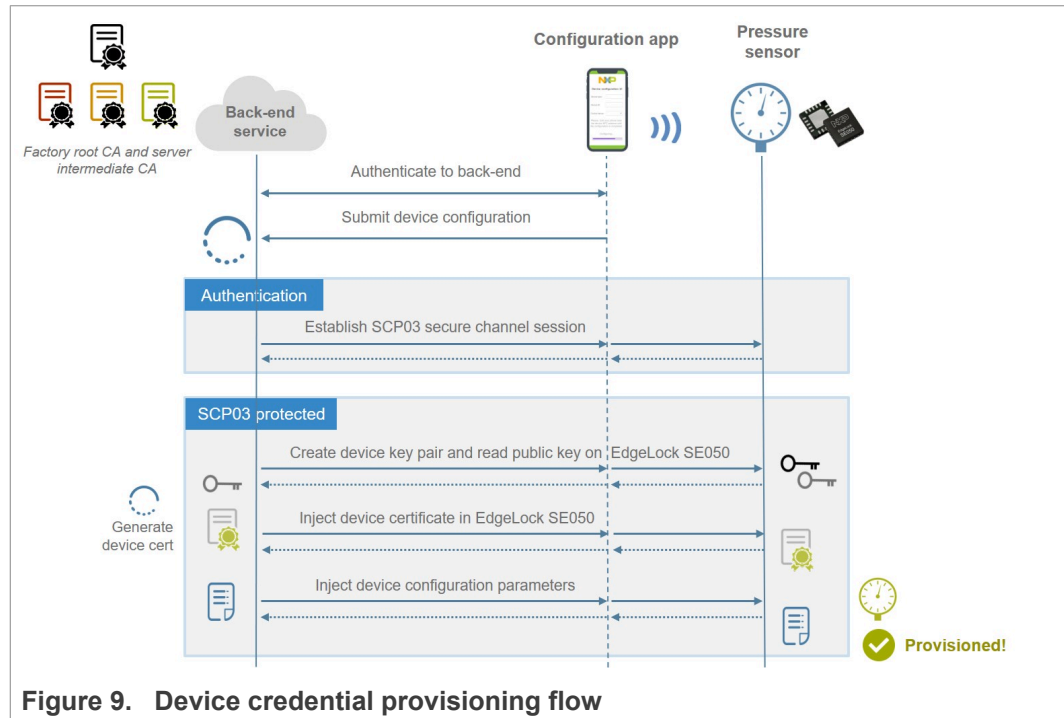 Configuration app
Pressure
sensor
NXP
Back-end
service
SE050
Factory root CA and server
intermediate CA
Authenticate to back-end
Submit device configuration
Authentication
Establish SCP03 secure channel session
SCP03 protected
Create device key pair and read public key on EdgeLock SE050
Generate
device cert
Inject device certificate in EdgeLock SE050
Inject device configuration parameters
Provisioned!
Figure 9. Device credential provisioning flow